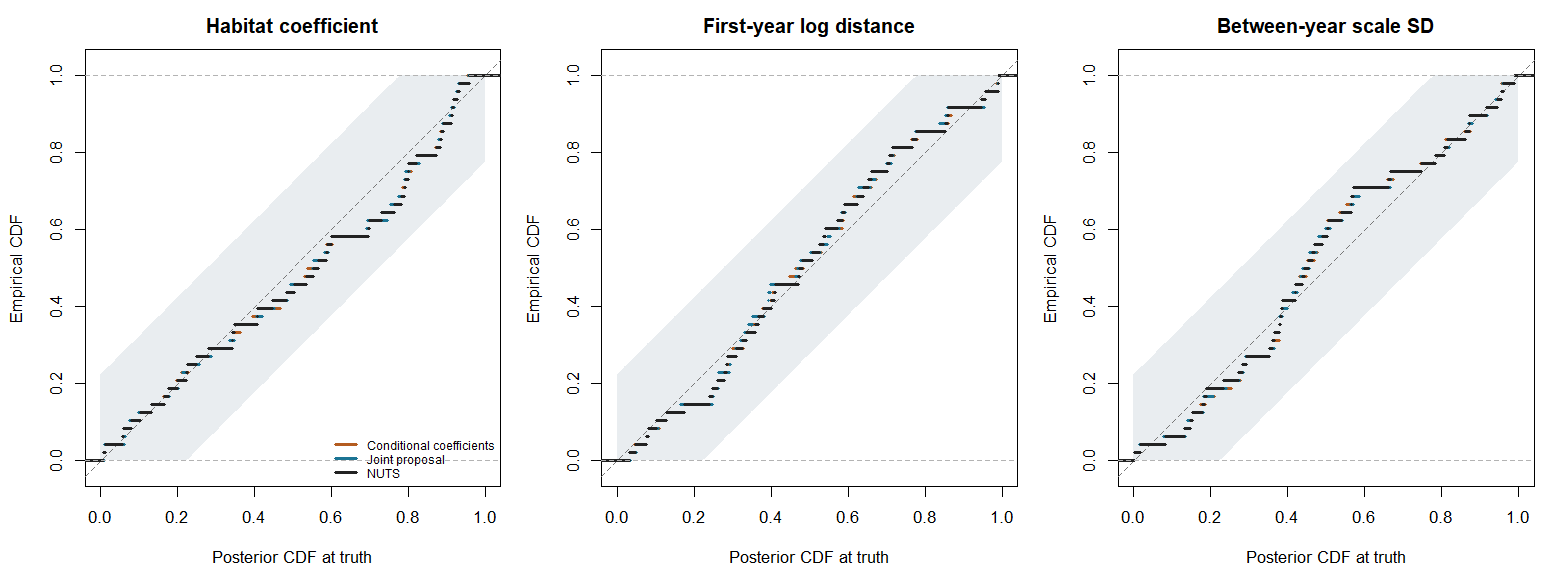 Habitat coefficient
Empirical CDF
0.0 0.2 0.4 0.6 0.8 1.0
Conditional coefficients
Joint proposal
NUTS
0.0 0.2 0.4 0.6 0.8 1.0
Posterior CDF at truth
First-year log distance
Empirical CDF
0.0 0.2 0.4 0.6 0.8 1.0
0.0 0.2 0.4 0.6 0.8 1.0
Posterior CDF at truth
Between-year scale SD
Empirical CDF
0.0 0.2 0.4 0.6 0.8 1.0
0.0 0.2 0.4 0.6 0.8 1.0
Posterior CDF at truth